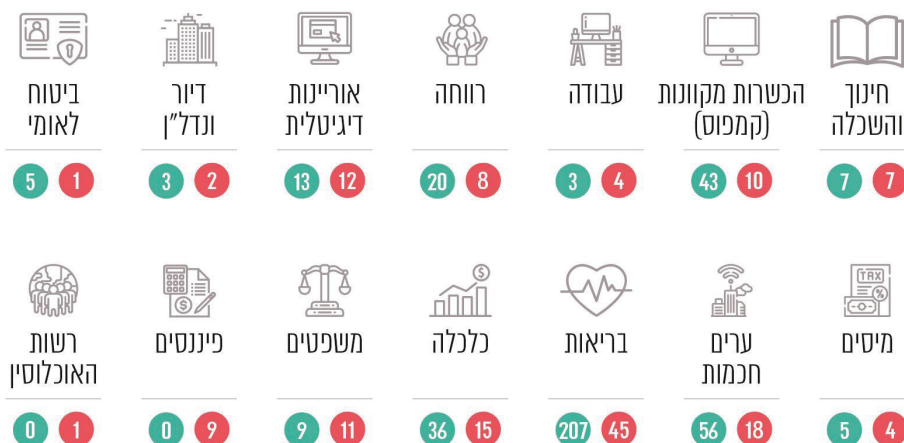 חינוך
והשכלה
7 7
הכשרות מקוונות
(קמפוס)
10 43
עבודה
4 3
רווחה
8 20
אוריינות
דיגיטלית
12 13
דיור
ונדל"ן
2 3
ביטוח
לאומי
1 5
TAX
מיסים
4 5
ערים
חכמות
18 56
בריאות
45 207
כלכלה
15 36
משפטים
11 9
פיננסים
9 0
רשות
האוכלוסין
1 0